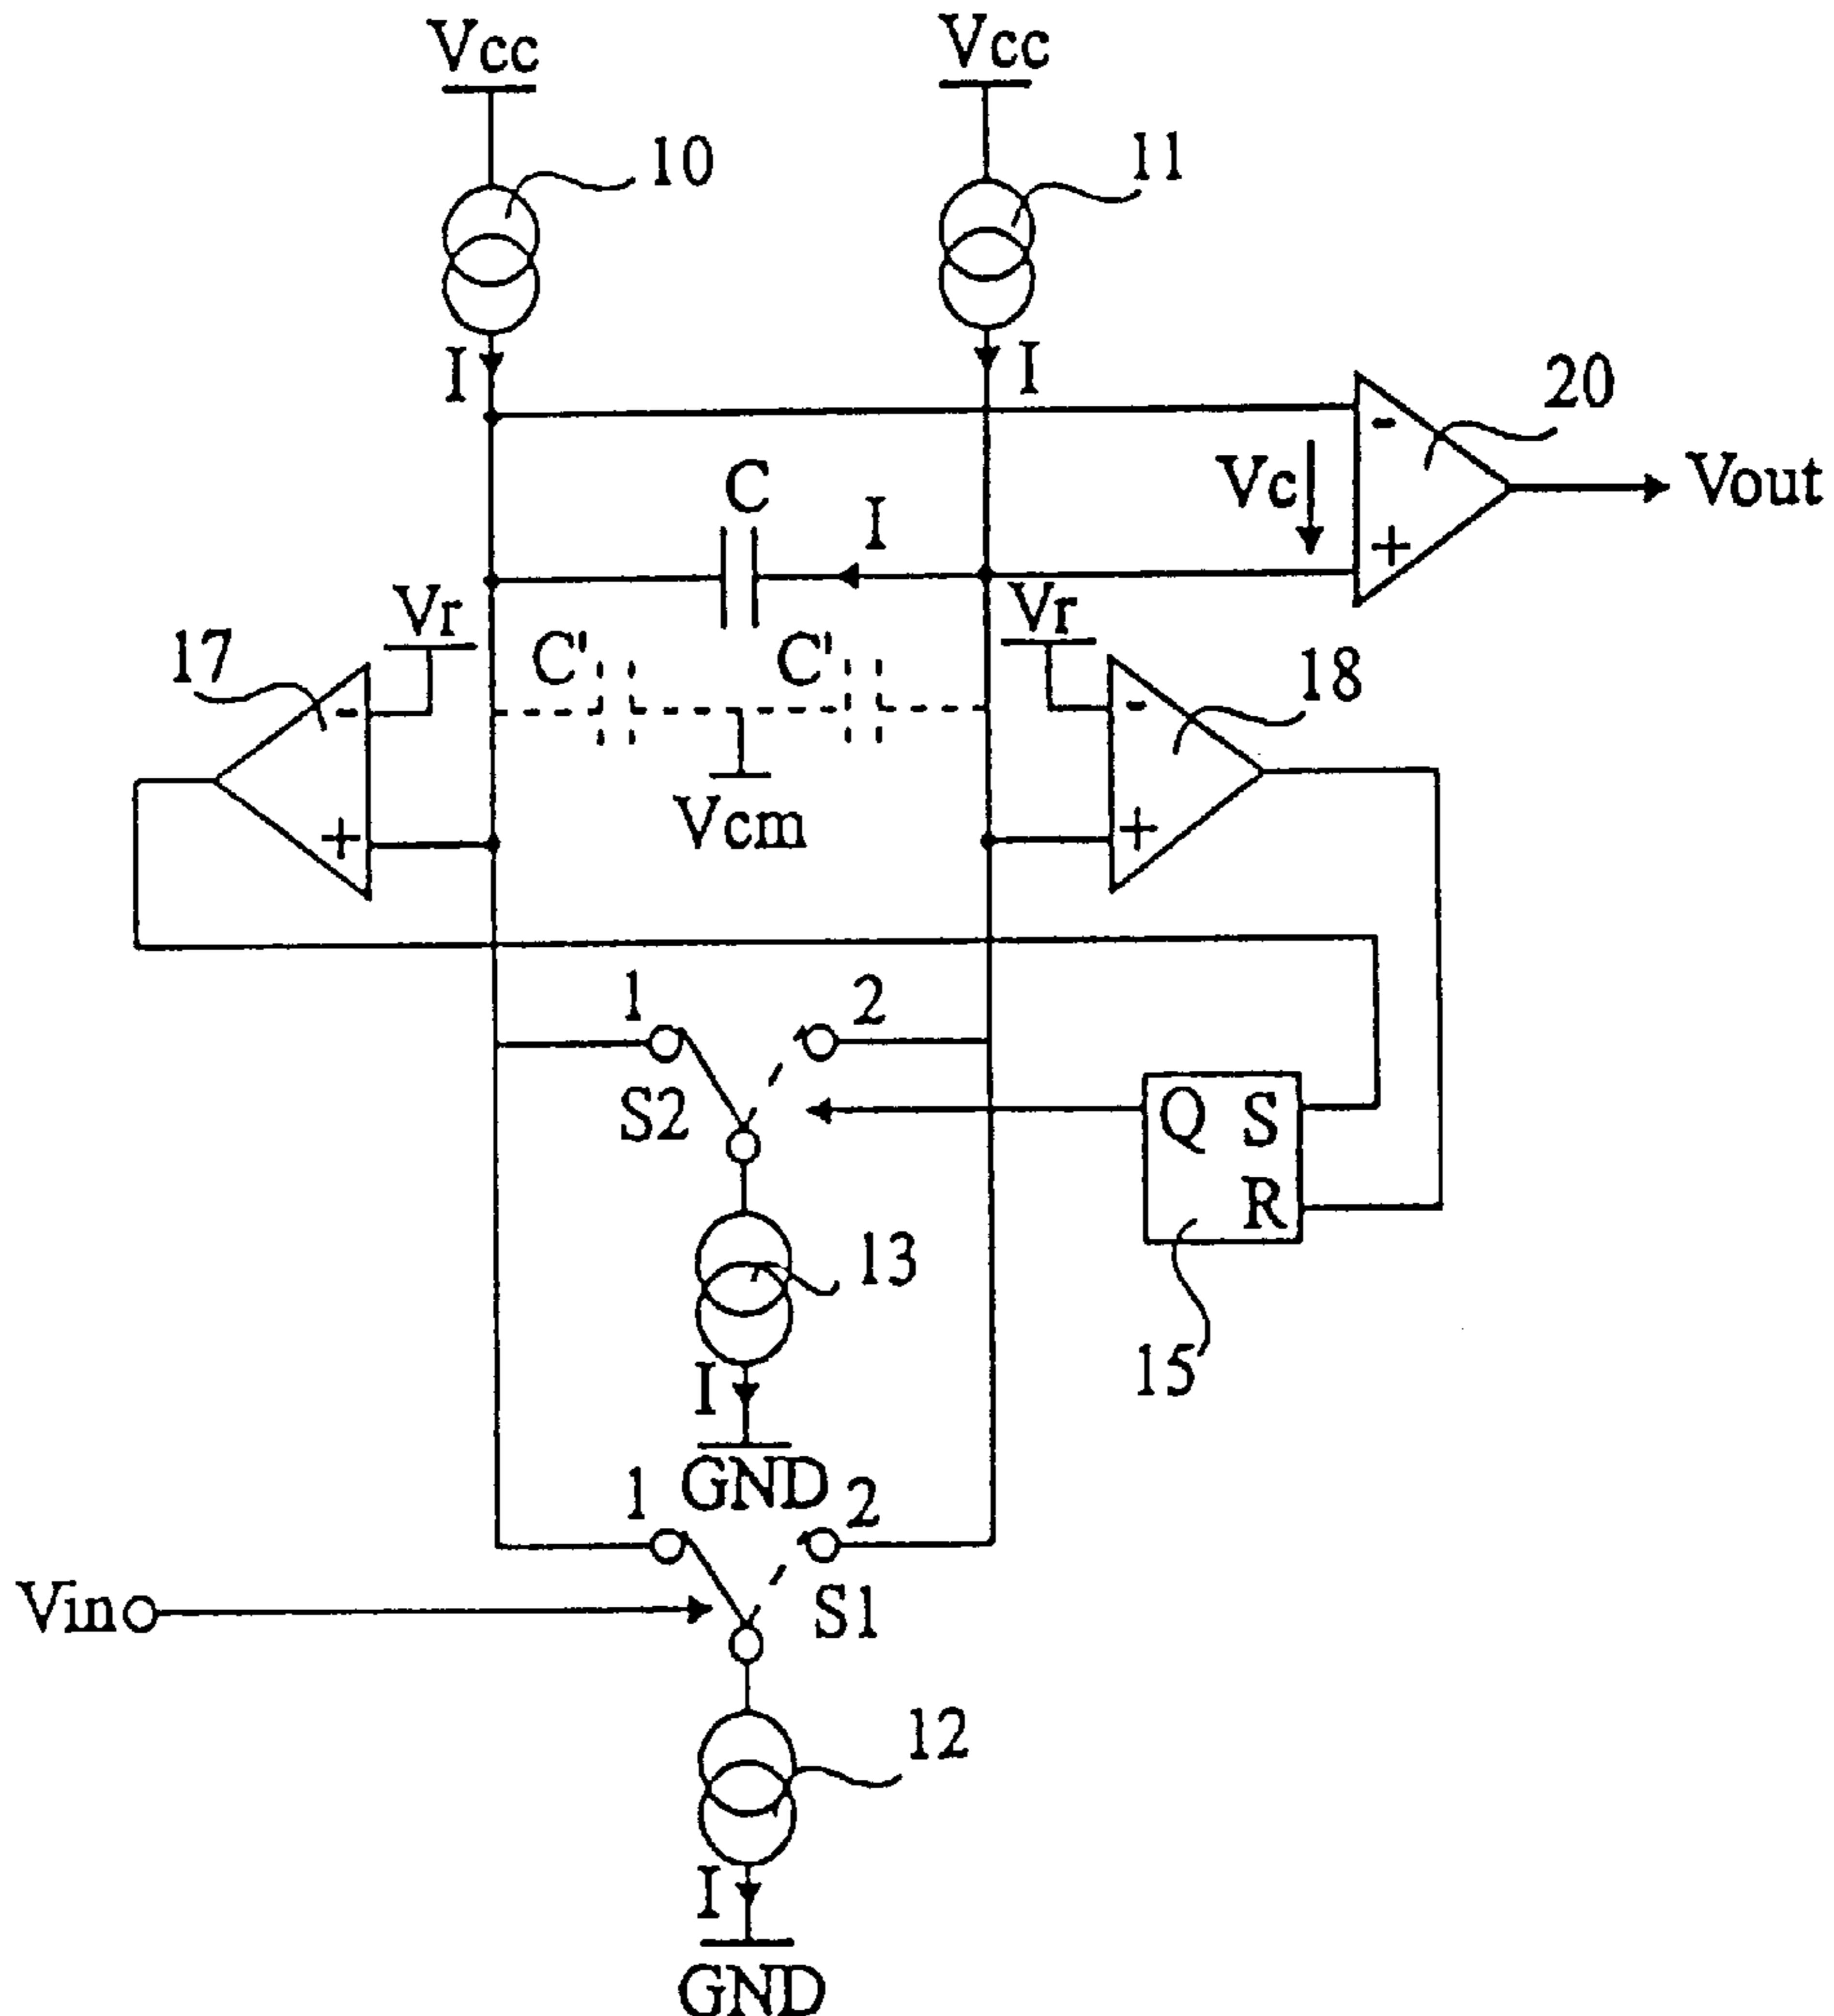 Vcc Vcc
10 11
I I
20
C I Vc Vout
- +
Vr Vr
17 C' C' 18
- -
Vcm
+ +
1 2
S2 Q S
R
13
15
I
GND
1 2
Vin S1
12
I
GND